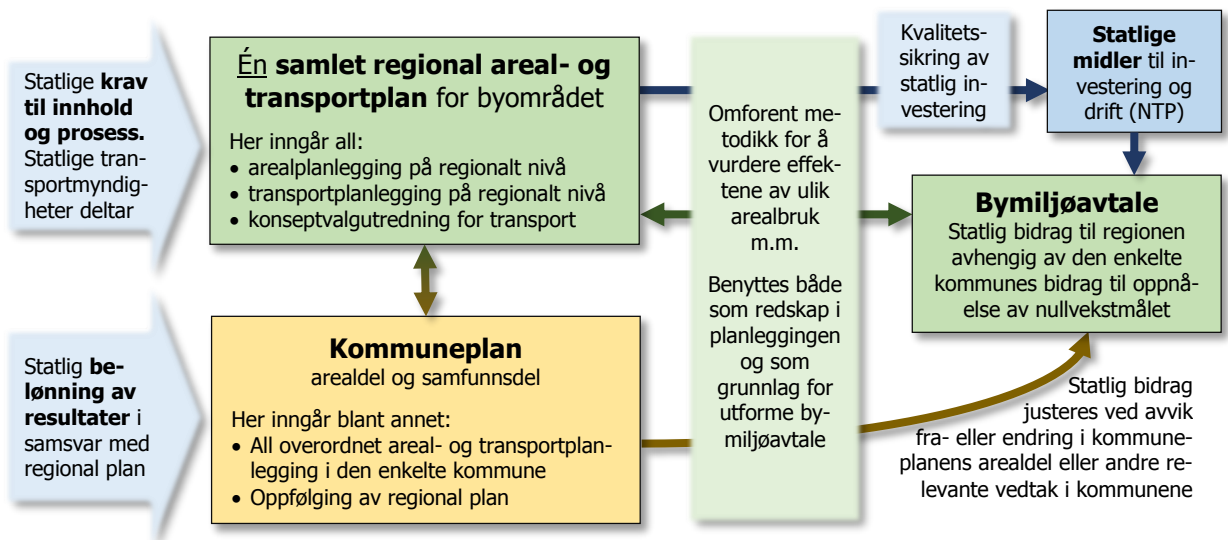 Statlige krav
til innhold
og prosess.
Statlige tran-
sportmyndig-
heter deltar
Én samlet regional areal- og
transportplan for byområdet
Her inngår all:
• arealplanlegging på regionalt nivå
• transportplanlegging på regionalt nivå
• konseptvalgutredning for transport
Omforent me-
todikk for å
vurdere effek-
tene av ulik
arealbruk
m.m.
Benyttes både
som redskap i
planleggingen
og som
grunnlag for
utforme by-
miljøavtale
Kvalitets-
sikring av
statlig in-
vestering
Statlige
midler til in-
vestering og
drift (NTP)
Bymiljøavtale
Statlig bidrag til regionen
avhengig av den enkelte
kommunes bidrag til oppnå-
else av nullvekstmålet
Statlig be-
lønning av
resultater i
samsvar med
regional plan
Kommuneplan
arealdel og samfunnsdel
Her inngår blant annet:
• All overordnet areal- og transportplan-
legging i den enkelte kommune
• Oppfølging av regional plan
Statlig bidrag
justeres ved avvik
fra- eller endring i kommune-
planens arealdel eller andre re-
levante vedtak i kommunene